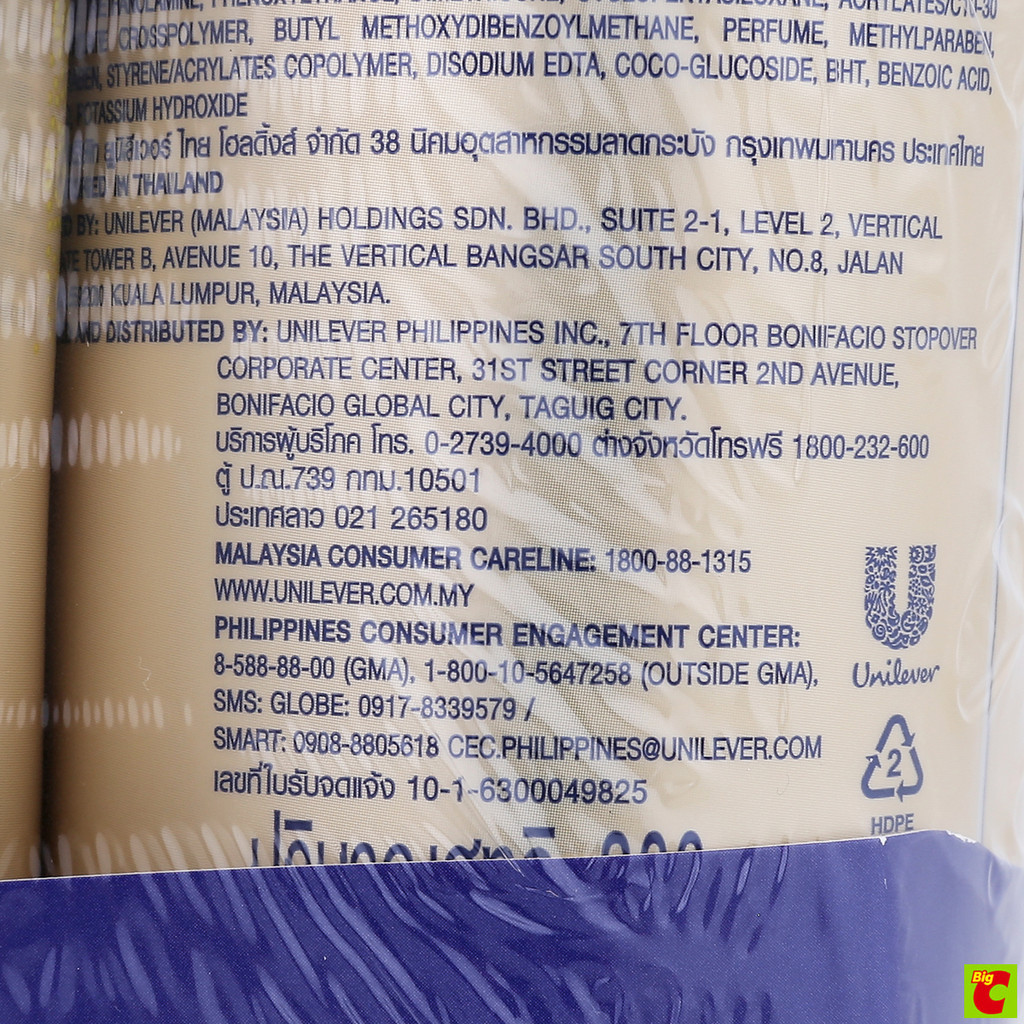 PHENOXYETHANOL, DIMETHICONE, CYCLOPENTASILOXANE, ACRYLATES/C10-30
CROSSPOLYMER, BUTYL METHOXYDIBENZOYLMETHANE, PERFUME, METHYLPARABEN,
STYRENE/ACRYLATES COPOLYMER, DISODIUM EDTA, COCO-GLUCOSIDE, BHT, BENZOIC ACID,
POTASSIUM HYDROXIDE
ยูนิลีเวอร์ ไทย โฮลดิ้งส์ จำกัด 38 นิคมอุตสาหกรรมลาดกระบัง กรุงเทพมหานคร ประเทศไทย
IN THAILAND
BY: UNILEVER (MALAYSIA) HOLDINGS SDN. BHD., SUITE 2-1, LEVEL 2, VERTICAL
TOWER B, AVENUE 10, THE VERTICAL BANGSAR SOUTH CITY, NO.8, JALAN
KUALA LUMPUR, MALAYSIA.
AND DISTRIBUTED BY: UNILEVER PHILIPPINES INC., 7TH FLOOR BONIFACIO STOPOVER
CORPORATE CENTER, 31ST STREET CORNER 2ND AVENUE,
BONIFACIO GLOBAL CITY, TAGUIG CITY.
บริการผู้บริโภค โทร. 0-2739-4000 ต่างจังหวัดโทรฟรี 1800-232-600
ตู้ ป.ณ.739 กทม.10501
ประเทศลาว 021 265180
MALAYSIA CONSUMER CARELINE: 1800-88-1315
WWW.UNILEVER.COM.MY
PHILIPPINES CONSUMER ENGAGEMENT CENTER:
8-588-88-00 (GMA), 1-800-10-5647258 (OUTSIDE GMA),
SMS: GLOBE: 0917-8339579 /
SMART: 0908-8805618 CEC.PHILIPPINES@UNILEVER.COM
เลขที่ใบรับจดแจ้ง 10-1-6300049825
Unilever
2
HDPE
Big C